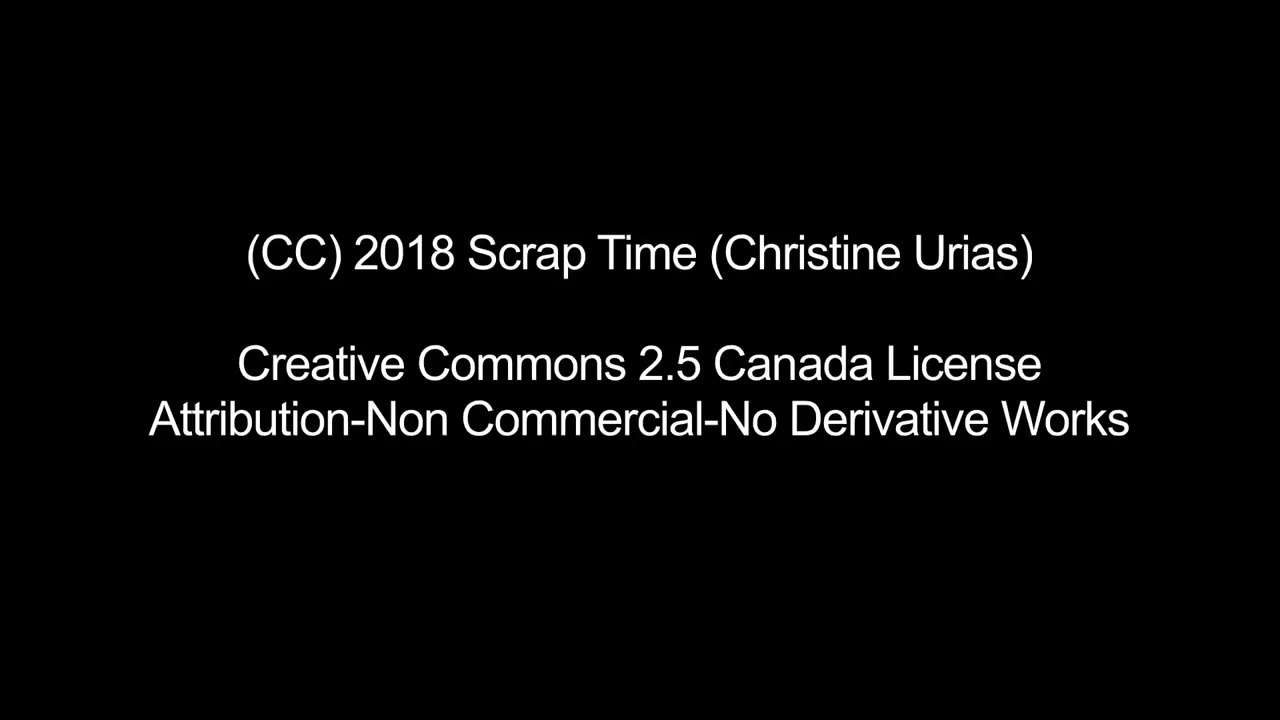 (CC) 2018 Scrap Time (Christine Urias)
Creative Commons 2.5 Canada License
Attribution-Non Commercial-No Derivative Works